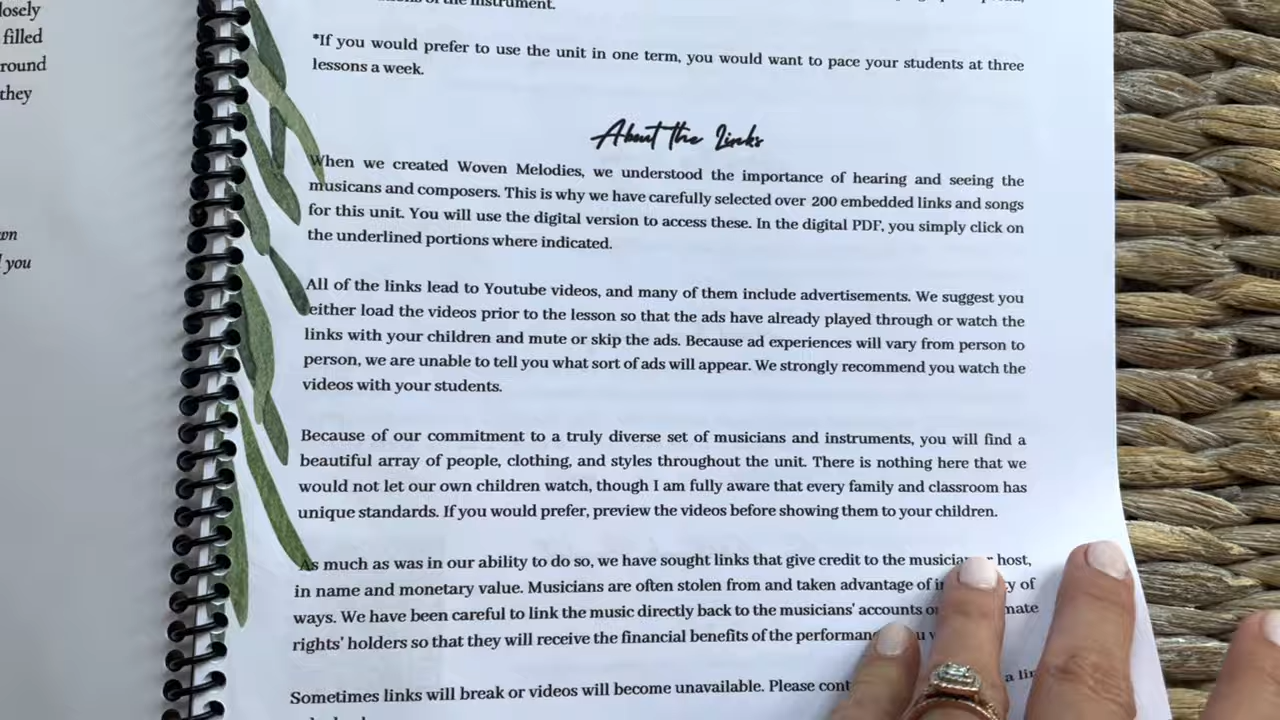 losely
filled
round
they
wn
you
of the instrument.
*If you would prefer to use the unit in one term, you would want to pace your students at three
lessons a week.
About the Links
When we created Woven Melodies, we understood the importance of hearing and seeing the
musicans and composers. This is why we have carefully selected over 200 embedded links and songs
for this unit. You will use the digital version to access these. In the digital PDF, you simply click on
the underlined portions where indicated.
All of the links lead to Youtube videos, and many of them include advertisements. We suggest you
either load the videos prior to the lesson so that the ads have already played through or watch the
links with your children and mute or skip the ads. Because ad experiences will vary from person to
person, we are unable to tell you what sort of ads will appear. We strongly recommend you watch the
videos with your students.
Because of our commitment to a truly diverse set of musicians and instruments, you will find a
beautiful array of people, clothing, and styles throughout the unit. There is nothing here that we
would not let our own children watch, though I am fully aware that every family and classroom has
unique standards. If you would prefer, preview the videos before showing them to your children.
As much as was in our ability to do so, we have sought links that give credit to the musician host,
in name and monetary value. Musicians are often stolen from and taken advantage of in of
ways. We have been careful to link the music directly back to the musicians' accounts mate
rights' holders so that they will receive the financial benefits of the
Sometimes links will break or videos will become unavailable. Please a